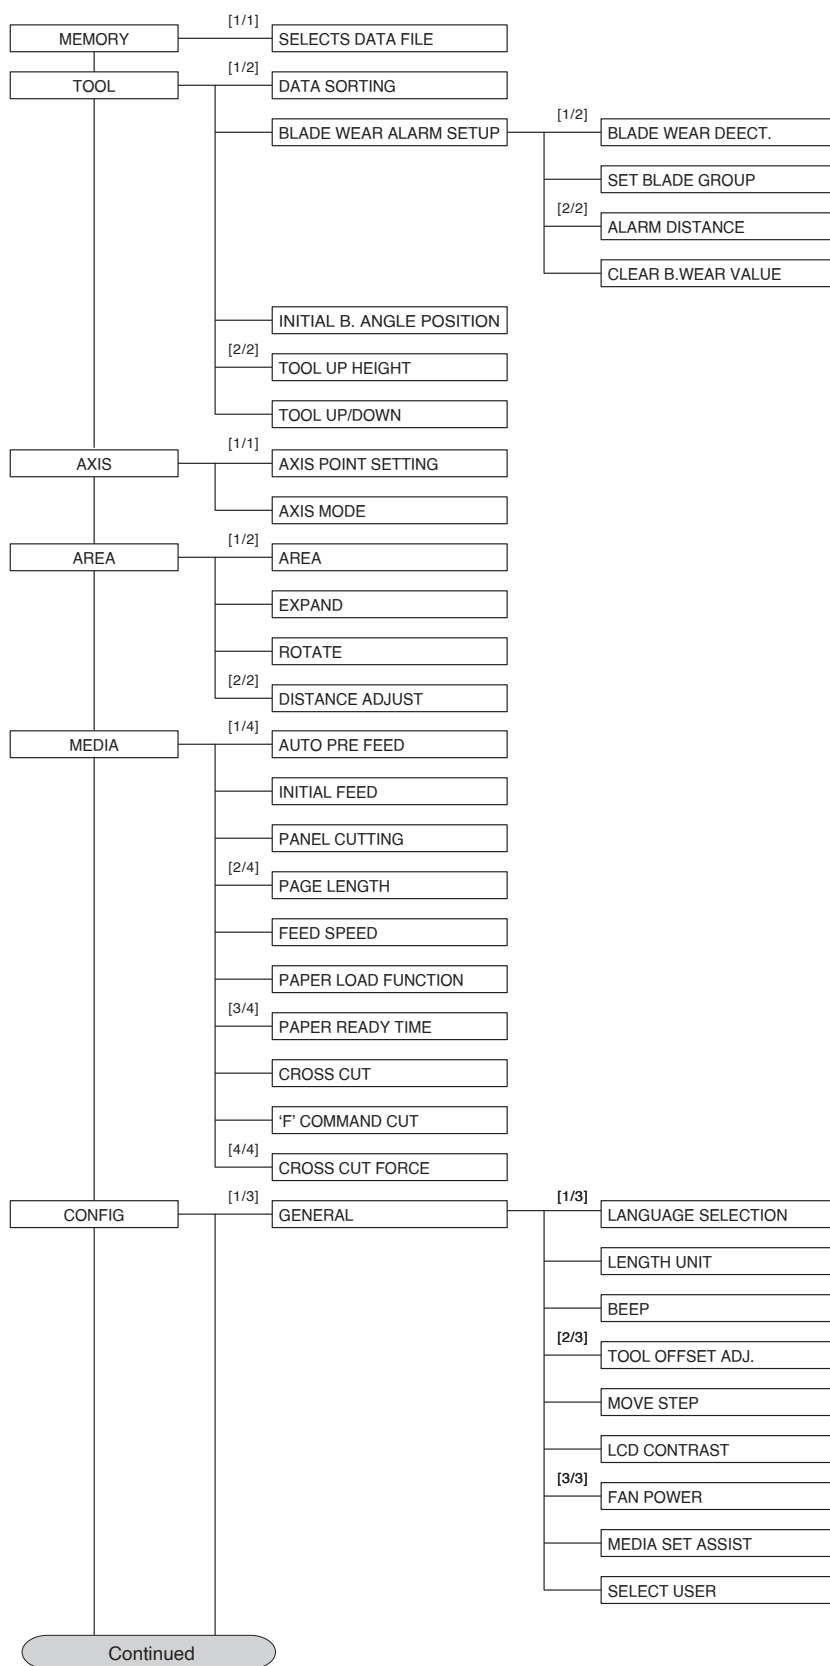 [1/1]
MEMORY
SELECTS DATA FILE
[1/2]
TOOL
DATA SORTING
[1/2]
BLADE WEAR ALARM SETUP
BLADE WEAR DEECT.
SET BLADE GROUP
[2/2]
ALARM DISTANCE
CLEAR B.WEAR VALUE
INITIAL B. ANGLE POSITION
[2/2]
TOOL UP HEIGHT
TOOL UP/DOWN
[1/1]
AXIS
AXIS POINT SETTING
AXIS MODE
[1/2]
AREA
AREA
EXPAND
ROTATE
[2/2]
DISTANCE ADJUST
[1/4]
MEDIA
AUTO PRE FEED
INITIAL FEED
PANEL CUTTING
[2/4]
PAGE LENGTH
FEED SPEED
PAPER LOAD FUNCTION
[3/4]
PAPER READY TIME
CROSS CUT
‘F’ COMMAND CUT
[4/4]
CROSS CUT FORCE
[1/3]
CONFIG
GENERAL
[1/3]
LANGUAGE SELECTION
LENGTH UNIT
BEEP
[2/3]
TOOL OFFSET ADJ.
MOVE STEP
LCD CONTRAST
[3/3]
FAN POWER
MEDIA SET ASSIST
SELECT USER
Continued